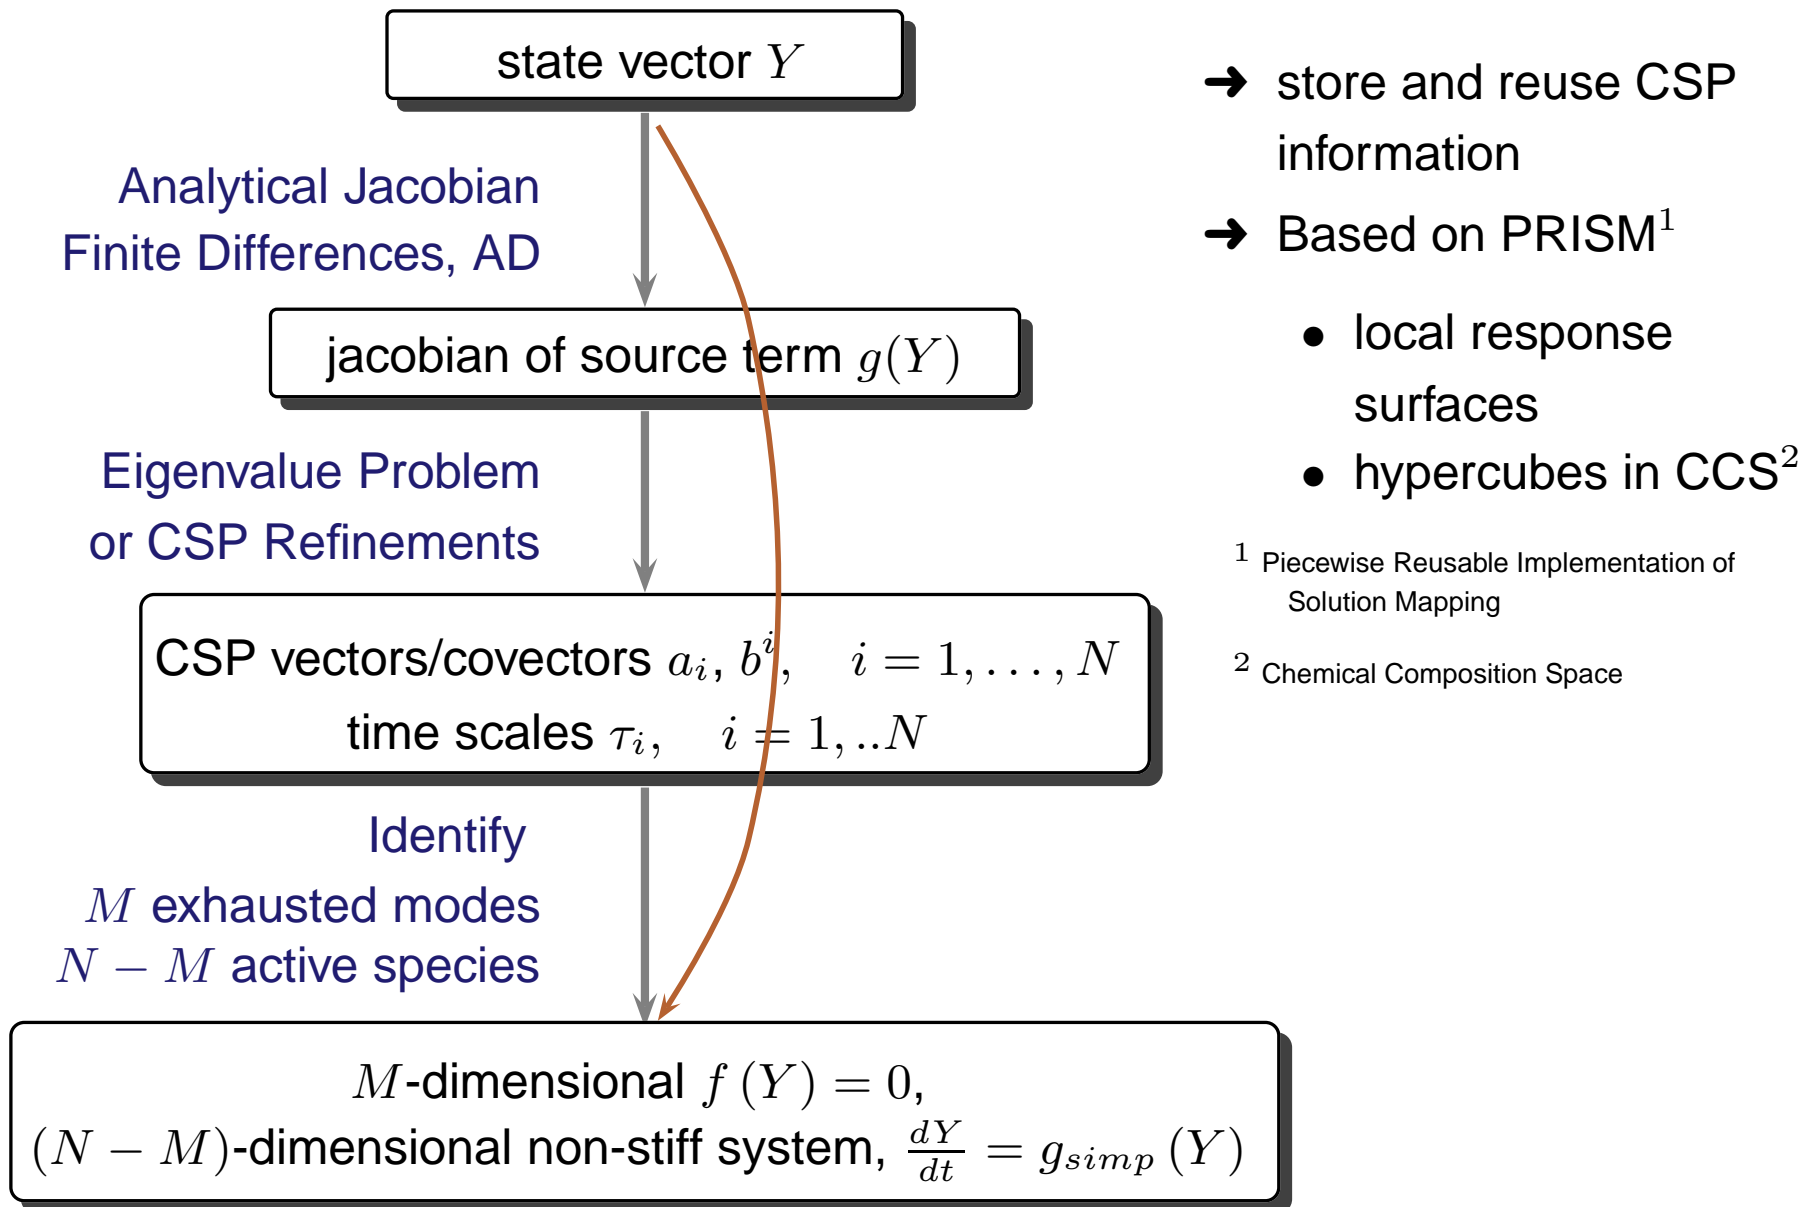 state vector Y
Analytical Jacobian
Finite Differences, AD
jacobian of source term g(Y)
Eigenvalue Problem
or CSP Refinements
CSP vectors/covectors a_i, b^i, i = 1, . . . , N
time scales τ_i, i = 1, ..N
Identify
M exhausted modes
N − M active species
M-dimensional f (Y) = 0,
(N − M)-dimensional non-stiff system, dY/dt = g_simp (Y)
➜ store and reuse CSP
information
➜ Based on PRISM¹
● local response
surfaces
● hypercubes in CCS²
¹ Piecewise Reusable Implementation of
Solution Mapping
² Chemical Composition Space